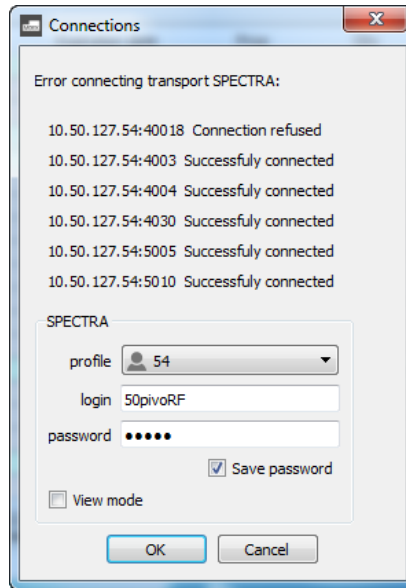 Connections
Error connecting transport SPECTRA:
10.50.127.54:40018 Connection refused
10.50.127.54:4003 Successfuly connected
10.50.127.54:4004 Successfuly connected
10.50.127.54:4030 Successfuly connected
10.50.127.54:5005 Successfuly connected
10.50.127.54:5010 Successfuly connected
SPECTRA
profile 54
login 50pivoRF
password •••••
Save password
View mode
OK Cancel